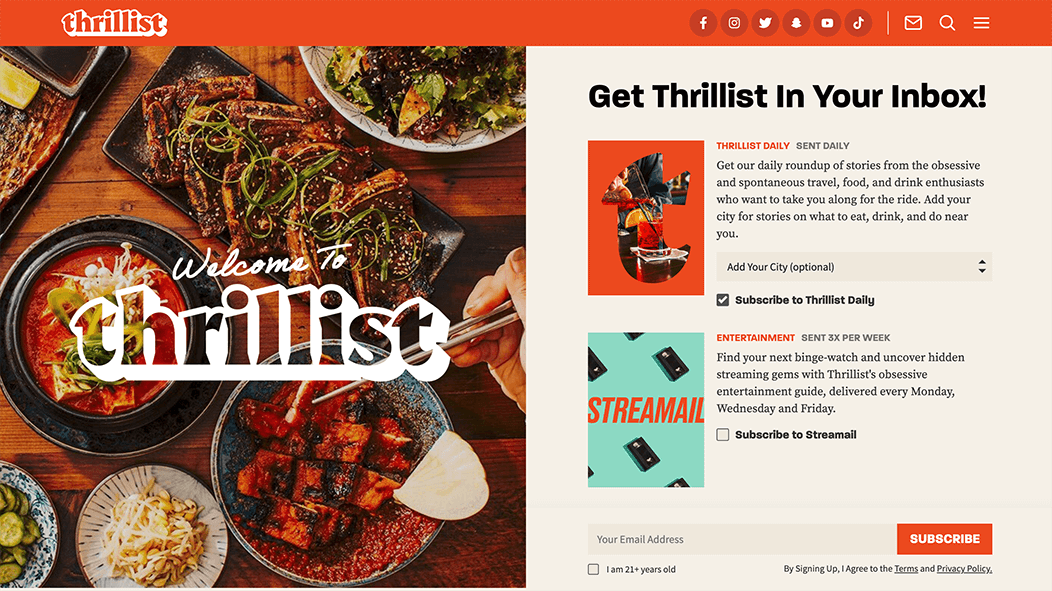 thrillist
Welcome To
thrillist
Get Thrillist In Your Inbox!
THRILLIST DAILY SENT DAILY
Get our daily roundup of stories from the obsessive
and spontaneous travel, food, and drink enthusiasts
who want to take you along for the ride. Add your
city for stories on what to eat, drink, and do near
you.
Add Your City (optional)
Subscribe to Thrillist Daily
STREAMAIL
ENTERTAINMENT SENT 3X PER WEEK
Find your next binge-watch and uncover hidden
streaming gems with Thrillist's obsessive
entertainment guide, delivered every Monday,
Wednesday and Friday.
Subscribe to Streamail
Your Email Address
SUBSCRIBE
I am 21+ years old
By Signing Up, I Agree to the Terms and Privacy Policy.